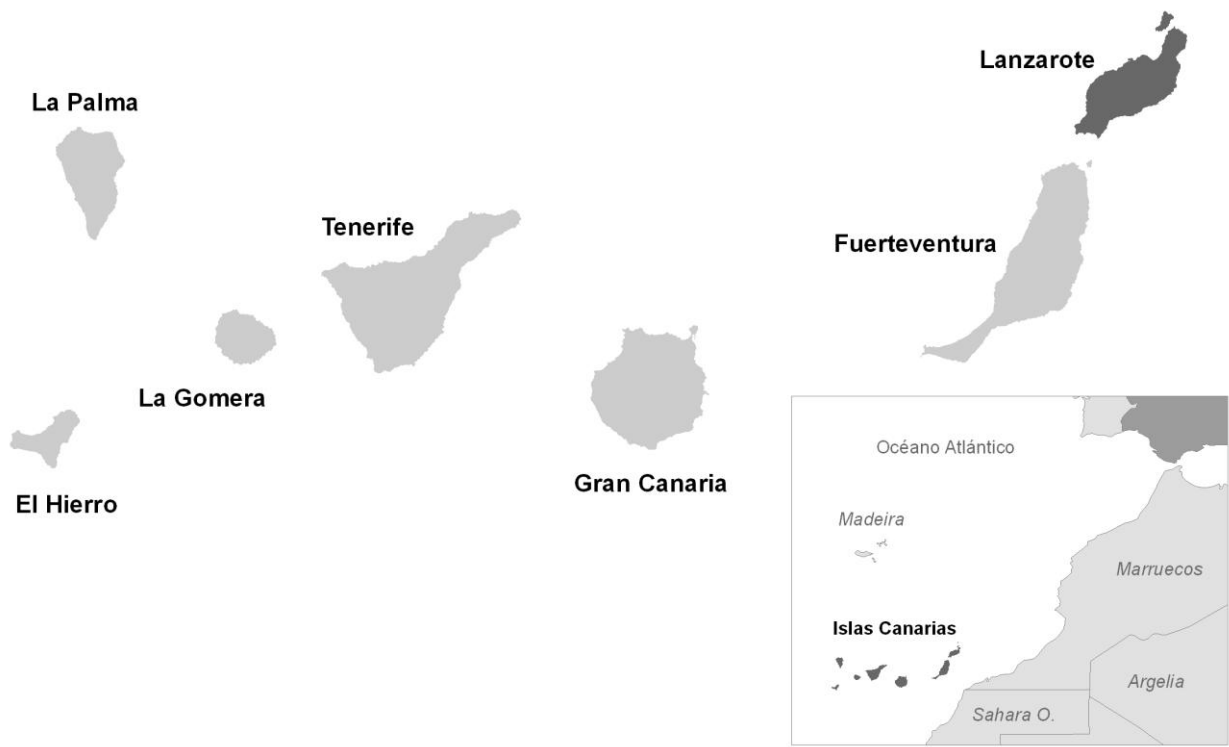 Lanzarote
La Palma
Tenerife
Fuerteventura
La Gomera
El Hierro
Gran Canaria
Océano Atlántico
Madeira
Marruecos
Islas Canarias
Argelia
Sahara O.